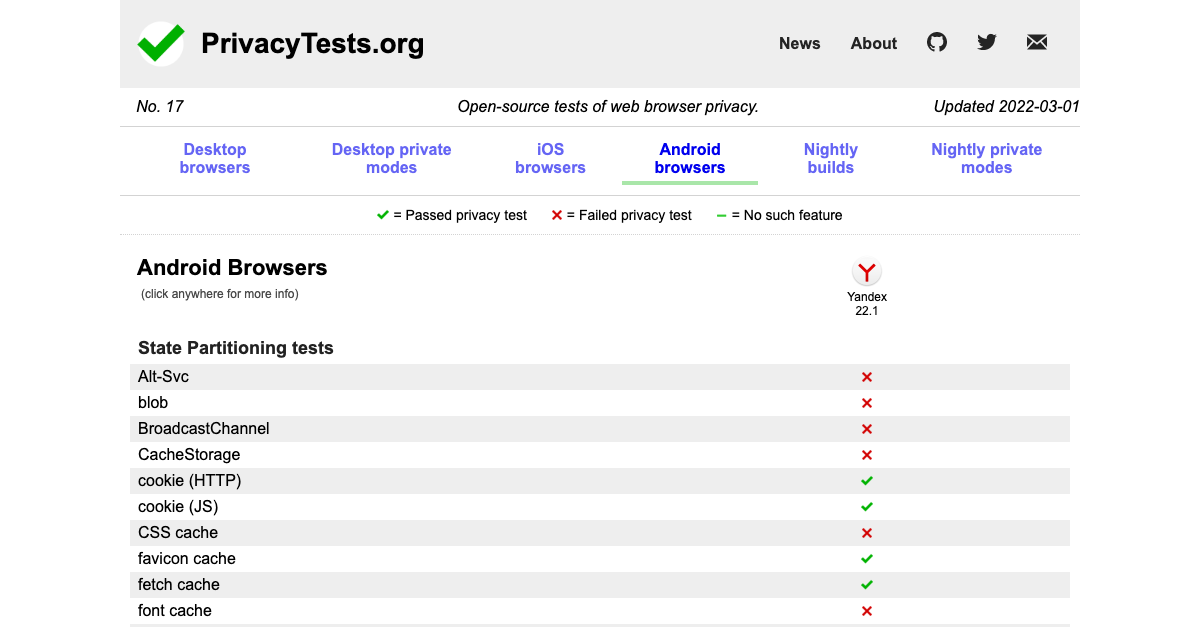 PrivacyTests.org
News About
No. 17 Open-source tests of web browser privacy. Updated 2022-03-01
Desktop browsers Desktop private modes iOS browsers Android browsers Nightly builds Nightly private modes
✓ = Passed privacy test ✕ = Failed privacy test – = No such feature
Android Browsers
(click anywhere for more info)
Yandex
22.1
State Partitioning tests
Alt-Svc ✕
blob ✕
BroadcastChannel ✕
CacheStorage ✕
cookie (HTTP) ✓
cookie (JS) ✓
CSS cache ✕
favicon cache ✓
fetch cache ✓
font cache ✕